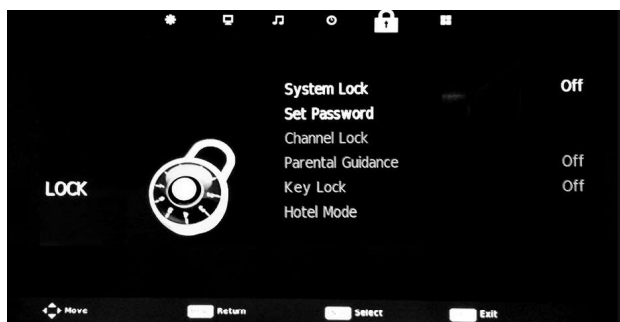 System Lock Off
Set Password
Channel Lock
Parental Guidance Off
LOCK
Key Lock Off
Hotel Mode
Move Return Select Exit